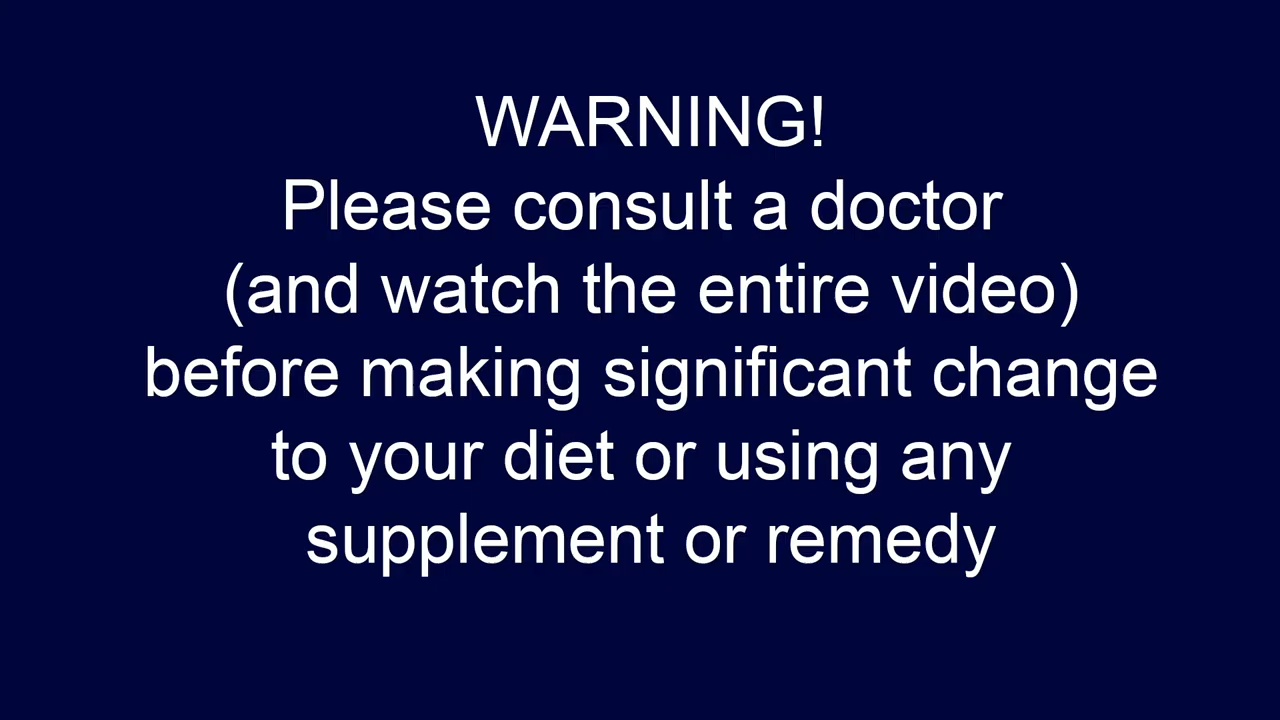 WARNING!
Please consult a doctor
(and watch the entire video)
before making significant change
to your diet or using any
supplement or remedy